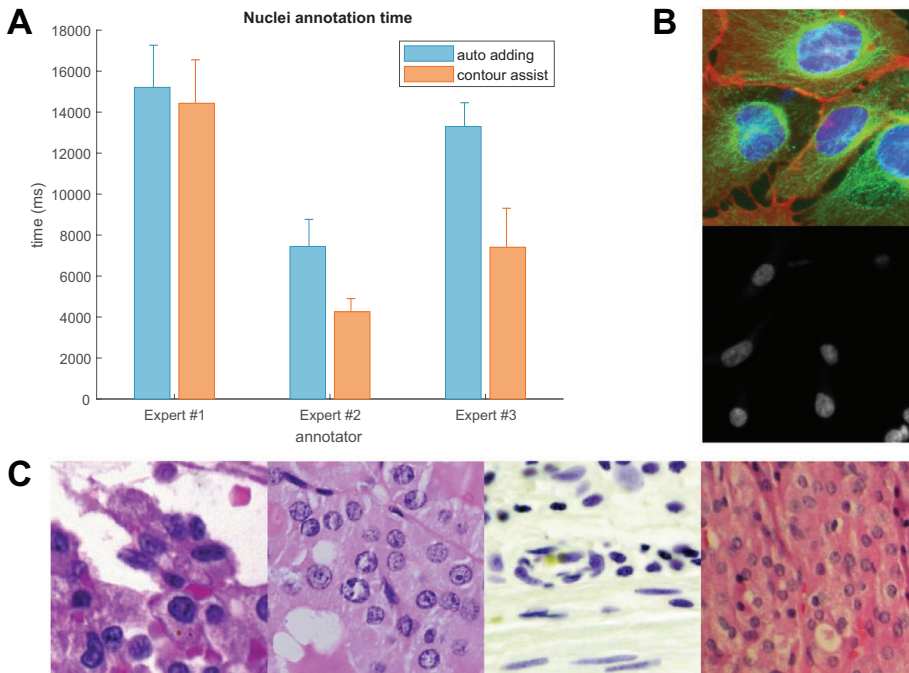 A
Nuclei annotation time
18000
16000
14000
12000
10000
8000
6000
4000
2000
0
time (ms)
auto adding
contour assist
Expert #1
Expert #2
Expert #3
annotator
B
C